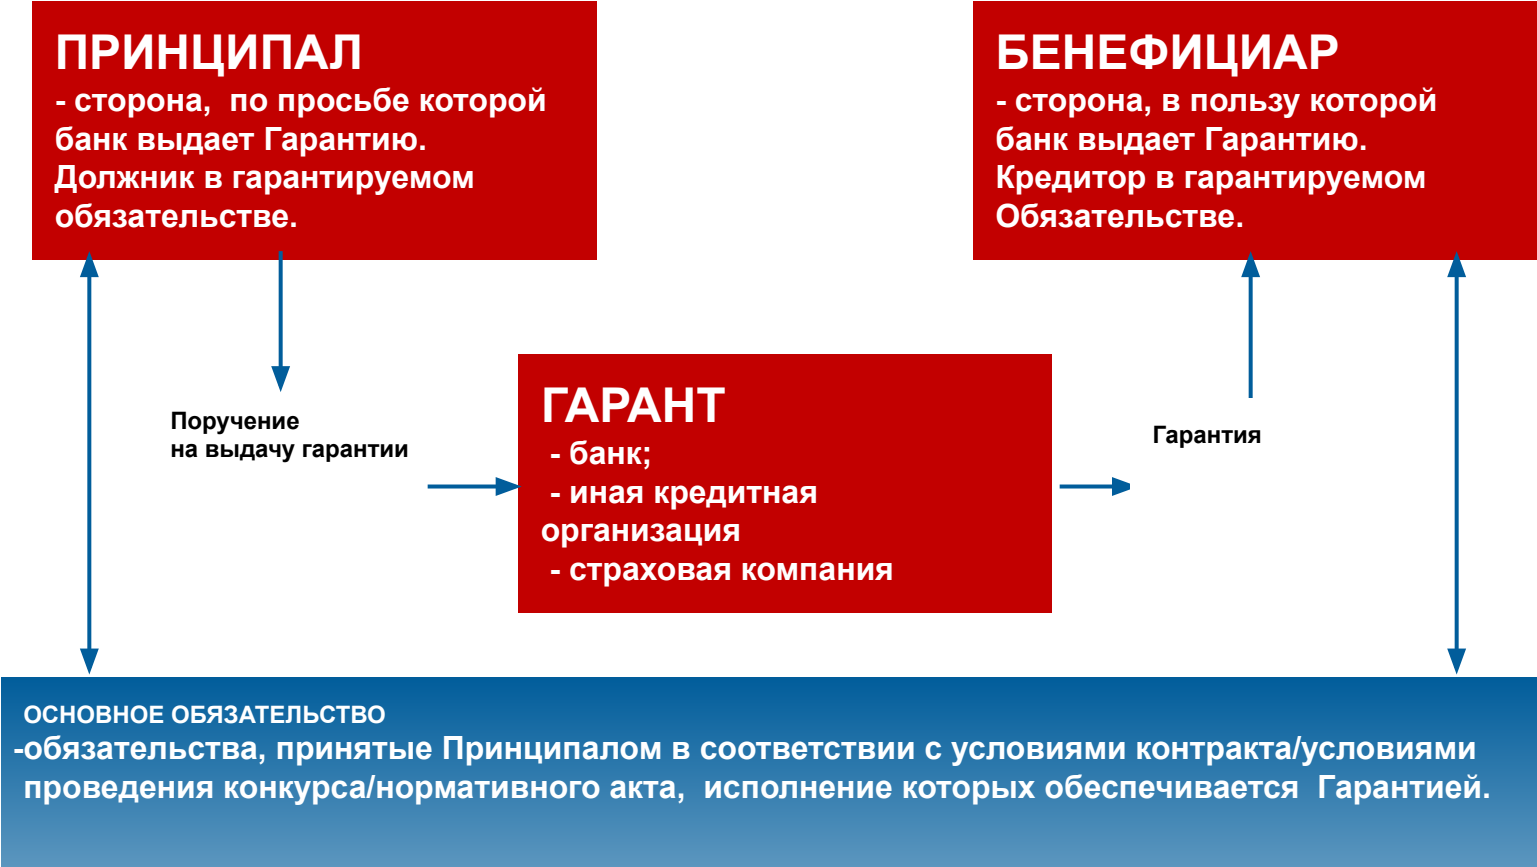 ПРИНЦИПАЛ
- сторона,  по просьбе которой
банк выдает Гарантию.
Должник в гарантируемом
обязательстве.
БЕНЕФИЦИАР
- сторона, в пользу которой
банк выдает Гарантию.
Кредитор в гарантируемом
Обязательстве.
Поручение
на выдачу гарантии
ГАРАНТ
- банк;
- иная кредитная
организация
- страховая компания
Гарантия
ОСНОВНОЕ ОБЯЗАТЕЛЬСТВО
-обязательства, принятые Принципалом в соответствии с условиями контракта/условиями
проведения конкурса/нормативного акта,  исполнение которых обеспечивается  Гарантией.